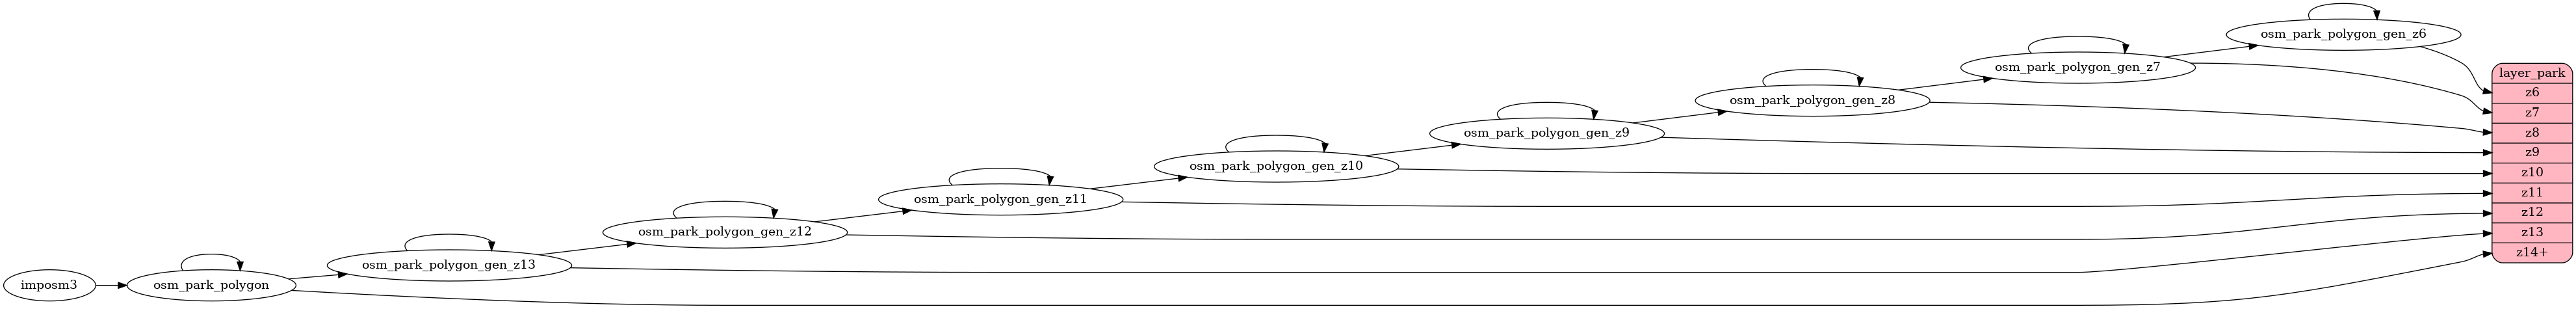 imposm3
osm_park_polygon
osm_park_polygon_gen_z13
osm_park_polygon_gen_z12
osm_park_polygon_gen_z11
osm_park_polygon_gen_z10
osm_park_polygon_gen_z9
osm_park_polygon_gen_z8
osm_park_polygon_gen_z7
osm_park_polygon_gen_z6
layer_park
z6
z7
z8
z9
z10
z11
z12
z13
z14+